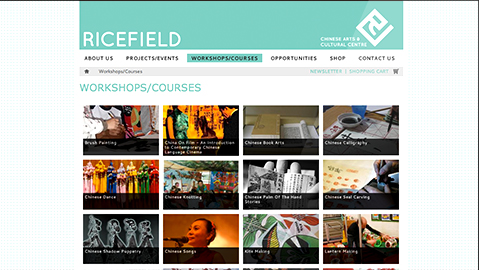 RICEFIELD
CHINESE ARTS &
CULTURAL CENTRE
ABOUT US PROJECTS/EVENTS WORKSHOPS/COURSES OPPORTUNITIES SHOP CONTACT US
Workshops/Courses NEWSLETTER | SHOPPING CART
WORKSHOPS/COURSES
Brush Painting
China On Film - An Introduction
to Contemporary Chinese
Language Cinema
Chinese Book Arts
Chinese Calligraphy
Chinese Dance
Chinese Knotting
Chinese Palm Of The Hand
Stories
Chinese Seal Carving
Chinese Shadow Puppetry
Chinese Songs
Kite Making
Lantern Making